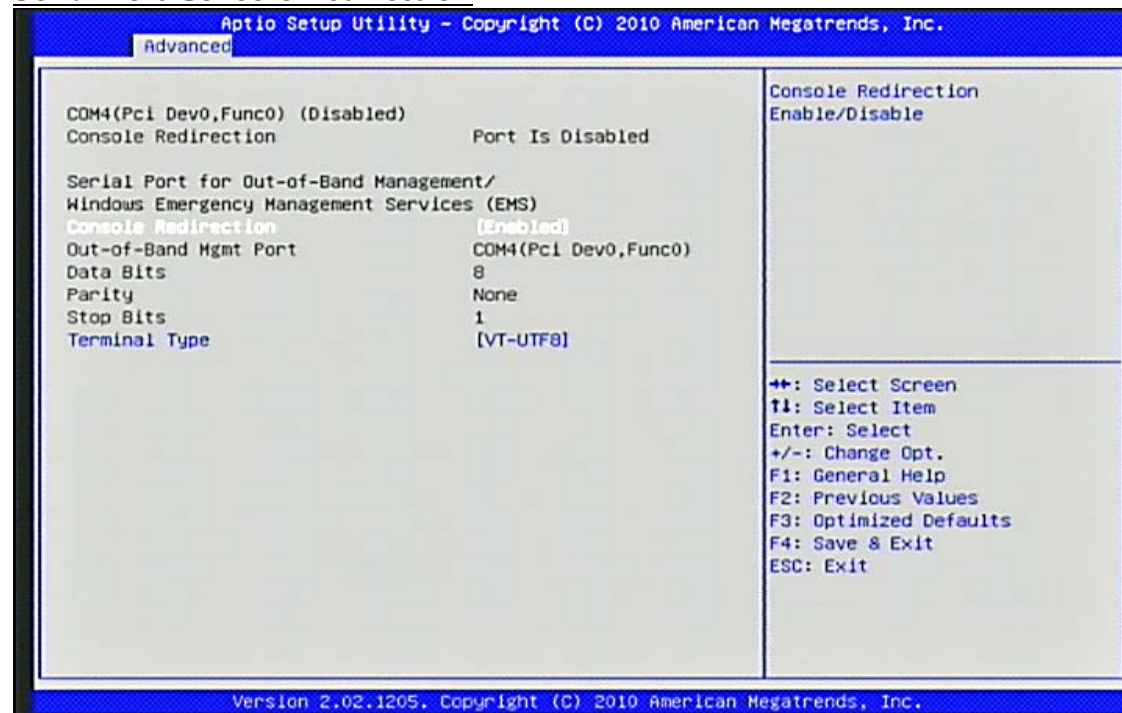 Serial Port Console Redirection
Aptio Setup Utility – Copyright (C) 2010 American Megatrends, Inc.
Advanced
COM4(Pci Dev0,Func0) (Disabled)
Console Redirection Port Is Disabled
Serial Port for Out-of-Band Management/
Windows Emergency Management Services (EMS)
Console Redirection [Enabled]
Out-of-Band Mgmt Port COM4(Pci Dev0,Func0)
Data Bits 8
Parity None
Stop Bits 1
Terminal Type [VT-UTF8]
Console Redirection
Enable/Disable
→←: Select Screen
↑↓: Select Item
Enter: Select
+/-: Change Opt.
F1: General Help
F2: Previous Values
F3: Optimized Defaults
F4: Save & Exit
ESC: Exit
Version 2.02.1205. Copyright (C) 2010 American Megatrends, Inc.